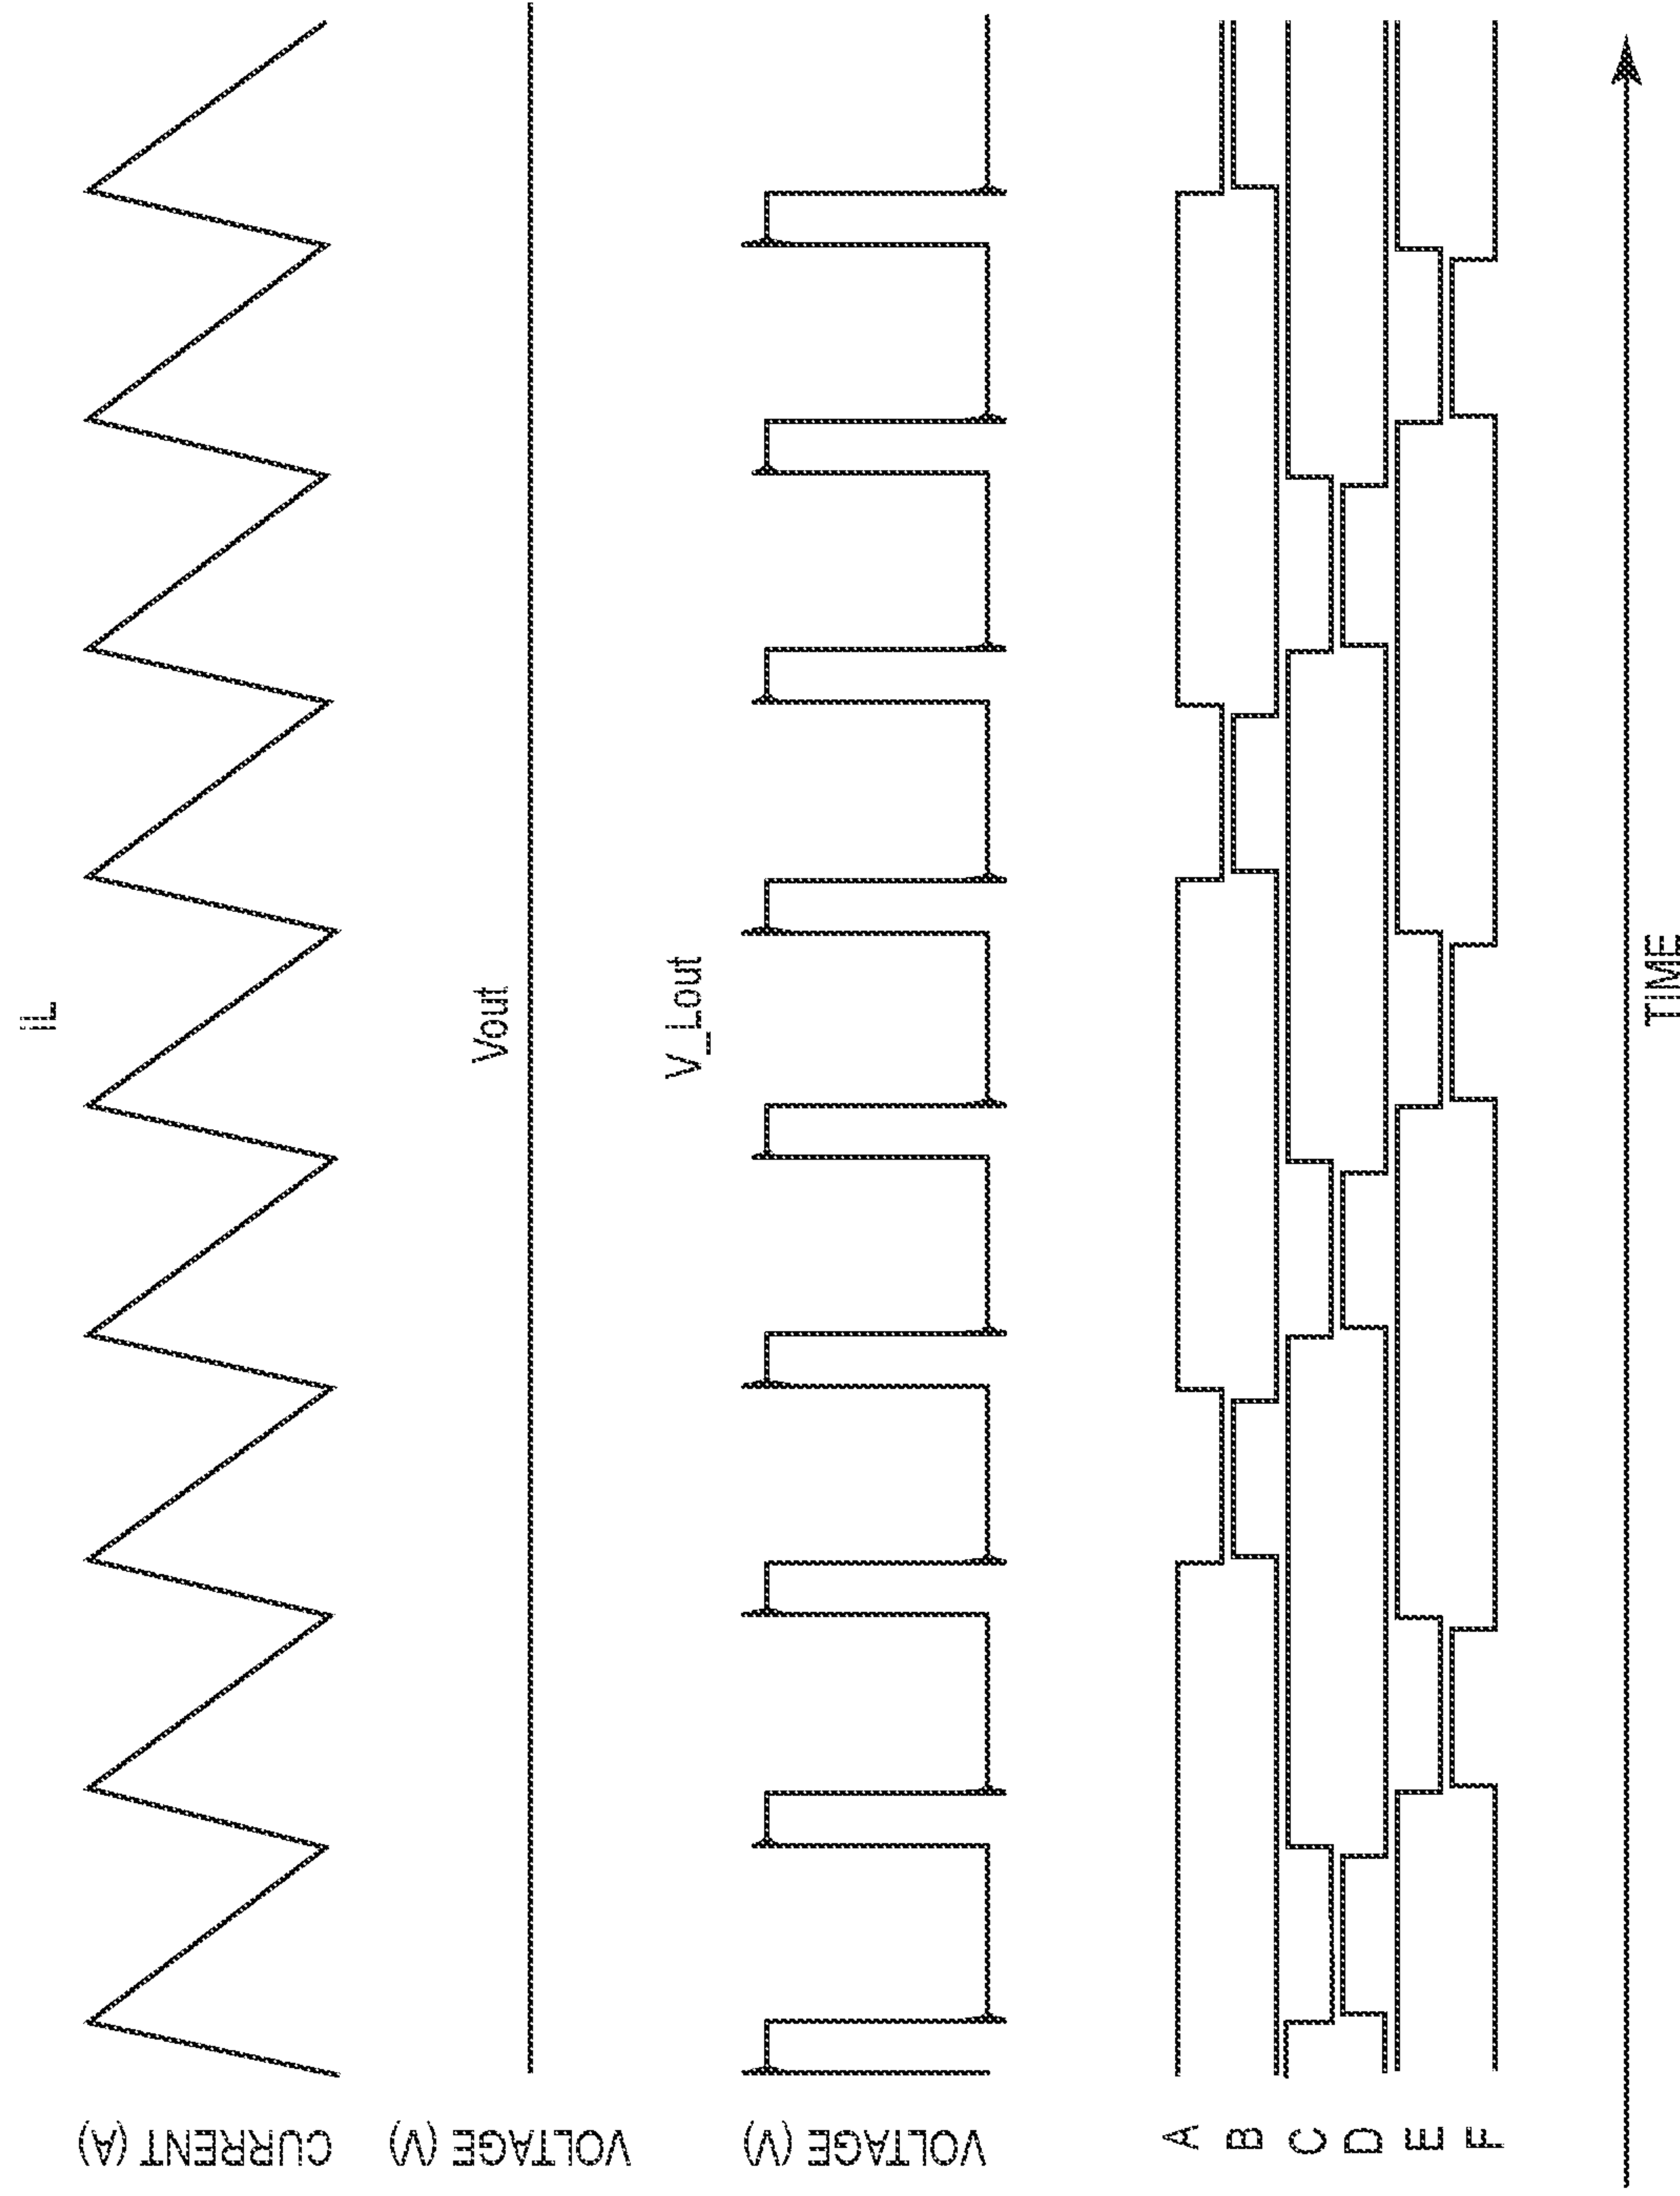 iL
CURRENT (A)
Vout
VOLTAGE (V)
V_Lout
VOLTAGE (V)
A
B
C
D
E
F
TIME